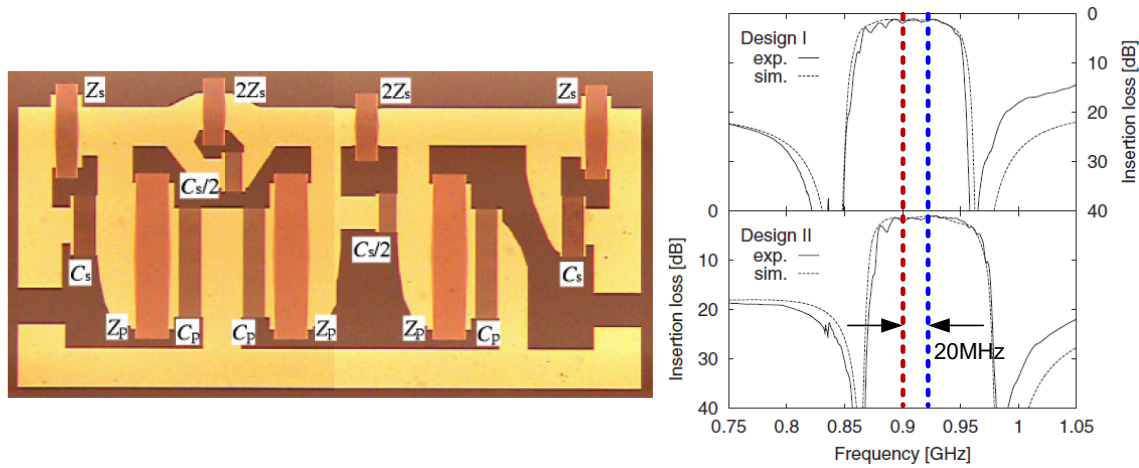 Zs
2Zs
2Zs
Zs
Cs/2
Cs/2
Cs
Cs
Zp
Cp
Cp
Zp
Zp
Cp
Design I
exp.
sim.
0
10
20
30
40
Insertion loss [dB]
0
10
20
30
40
Insertion loss [dB]
Design II
exp.
sim.
20MHz
0.75
0.8
0.85
0.9
0.95
1
1.05
Frequency [GHz]